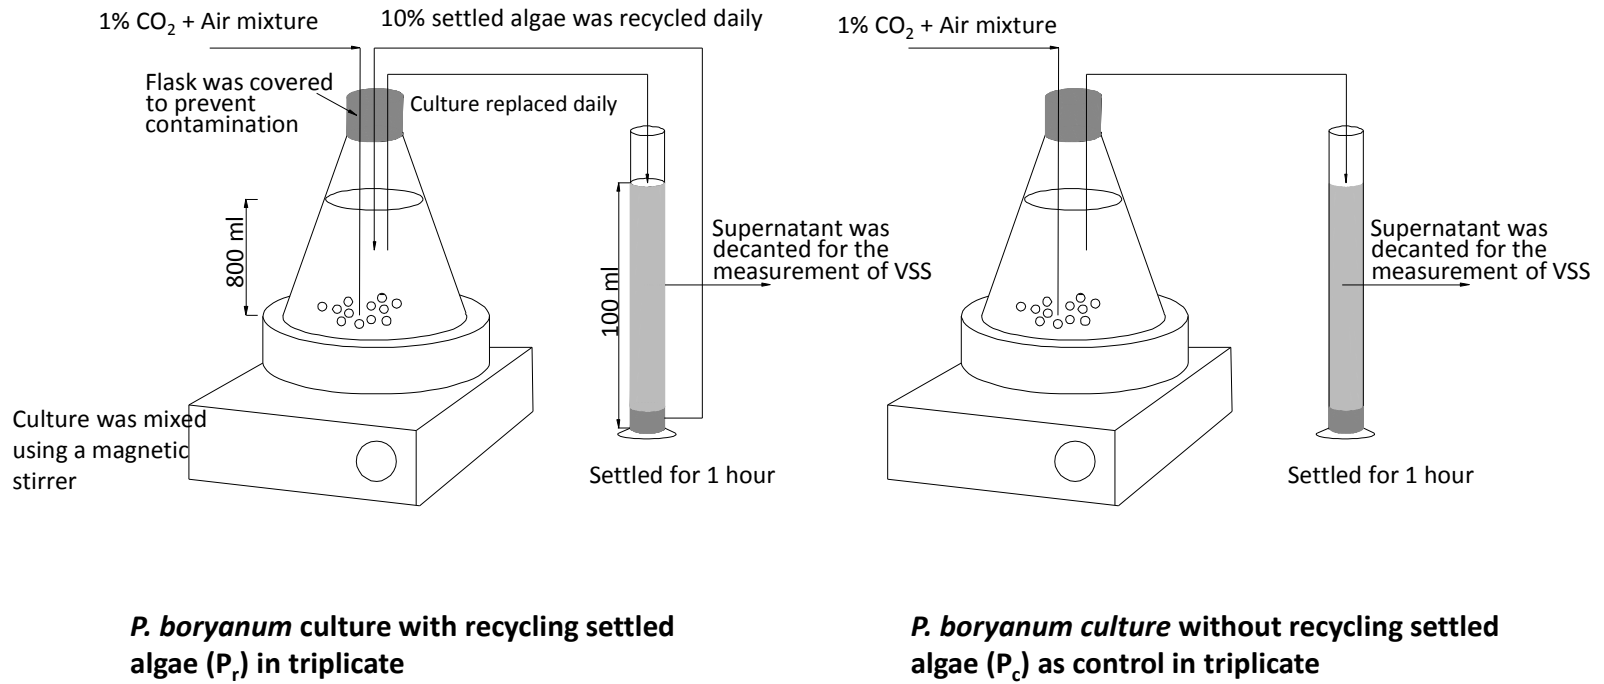 1% CO₂ + Air mixture
10% settled algae was recycled daily
Flask was covered
to prevent
contamination
Culture replaced daily
800 ml
100 ml
Supernatant was
decanted for the
measurement of VSS
Culture was mixed
using a magnetic
stirrer
Settled for 1 hour
P. boryanum culture with recycling settled
algae (Pᵣ) in triplicate
1% CO₂ + Air mixture
Supernatant was
decanted for the
measurement of VSS
Settled for 1 hour
P. boryanum culture without recycling settled
algae (P꜀) as control in triplicate